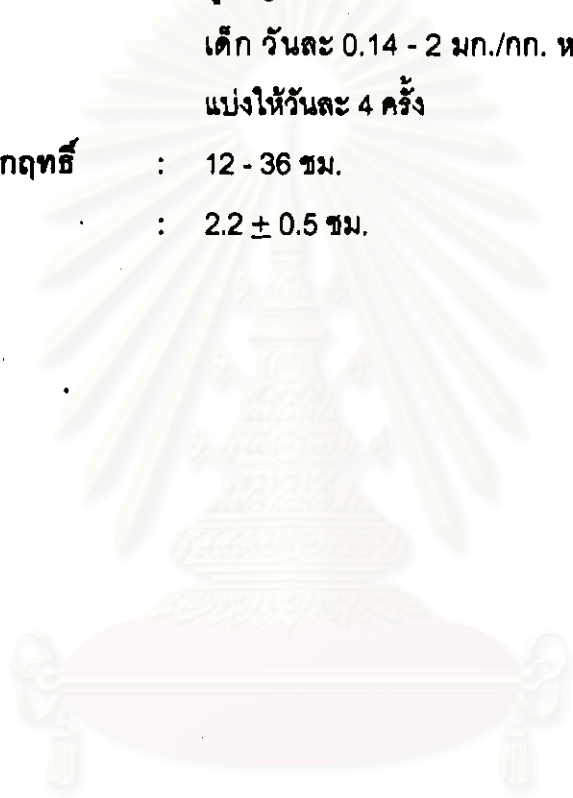 เด็ก วันละ 0.14 - 2 มก./กก. ห
แบ่งให้วันละ 4 ครั้ง
กฤทธิ์ : 12 - 36 ชม.
: 2.2 ± 0.5 ชม.